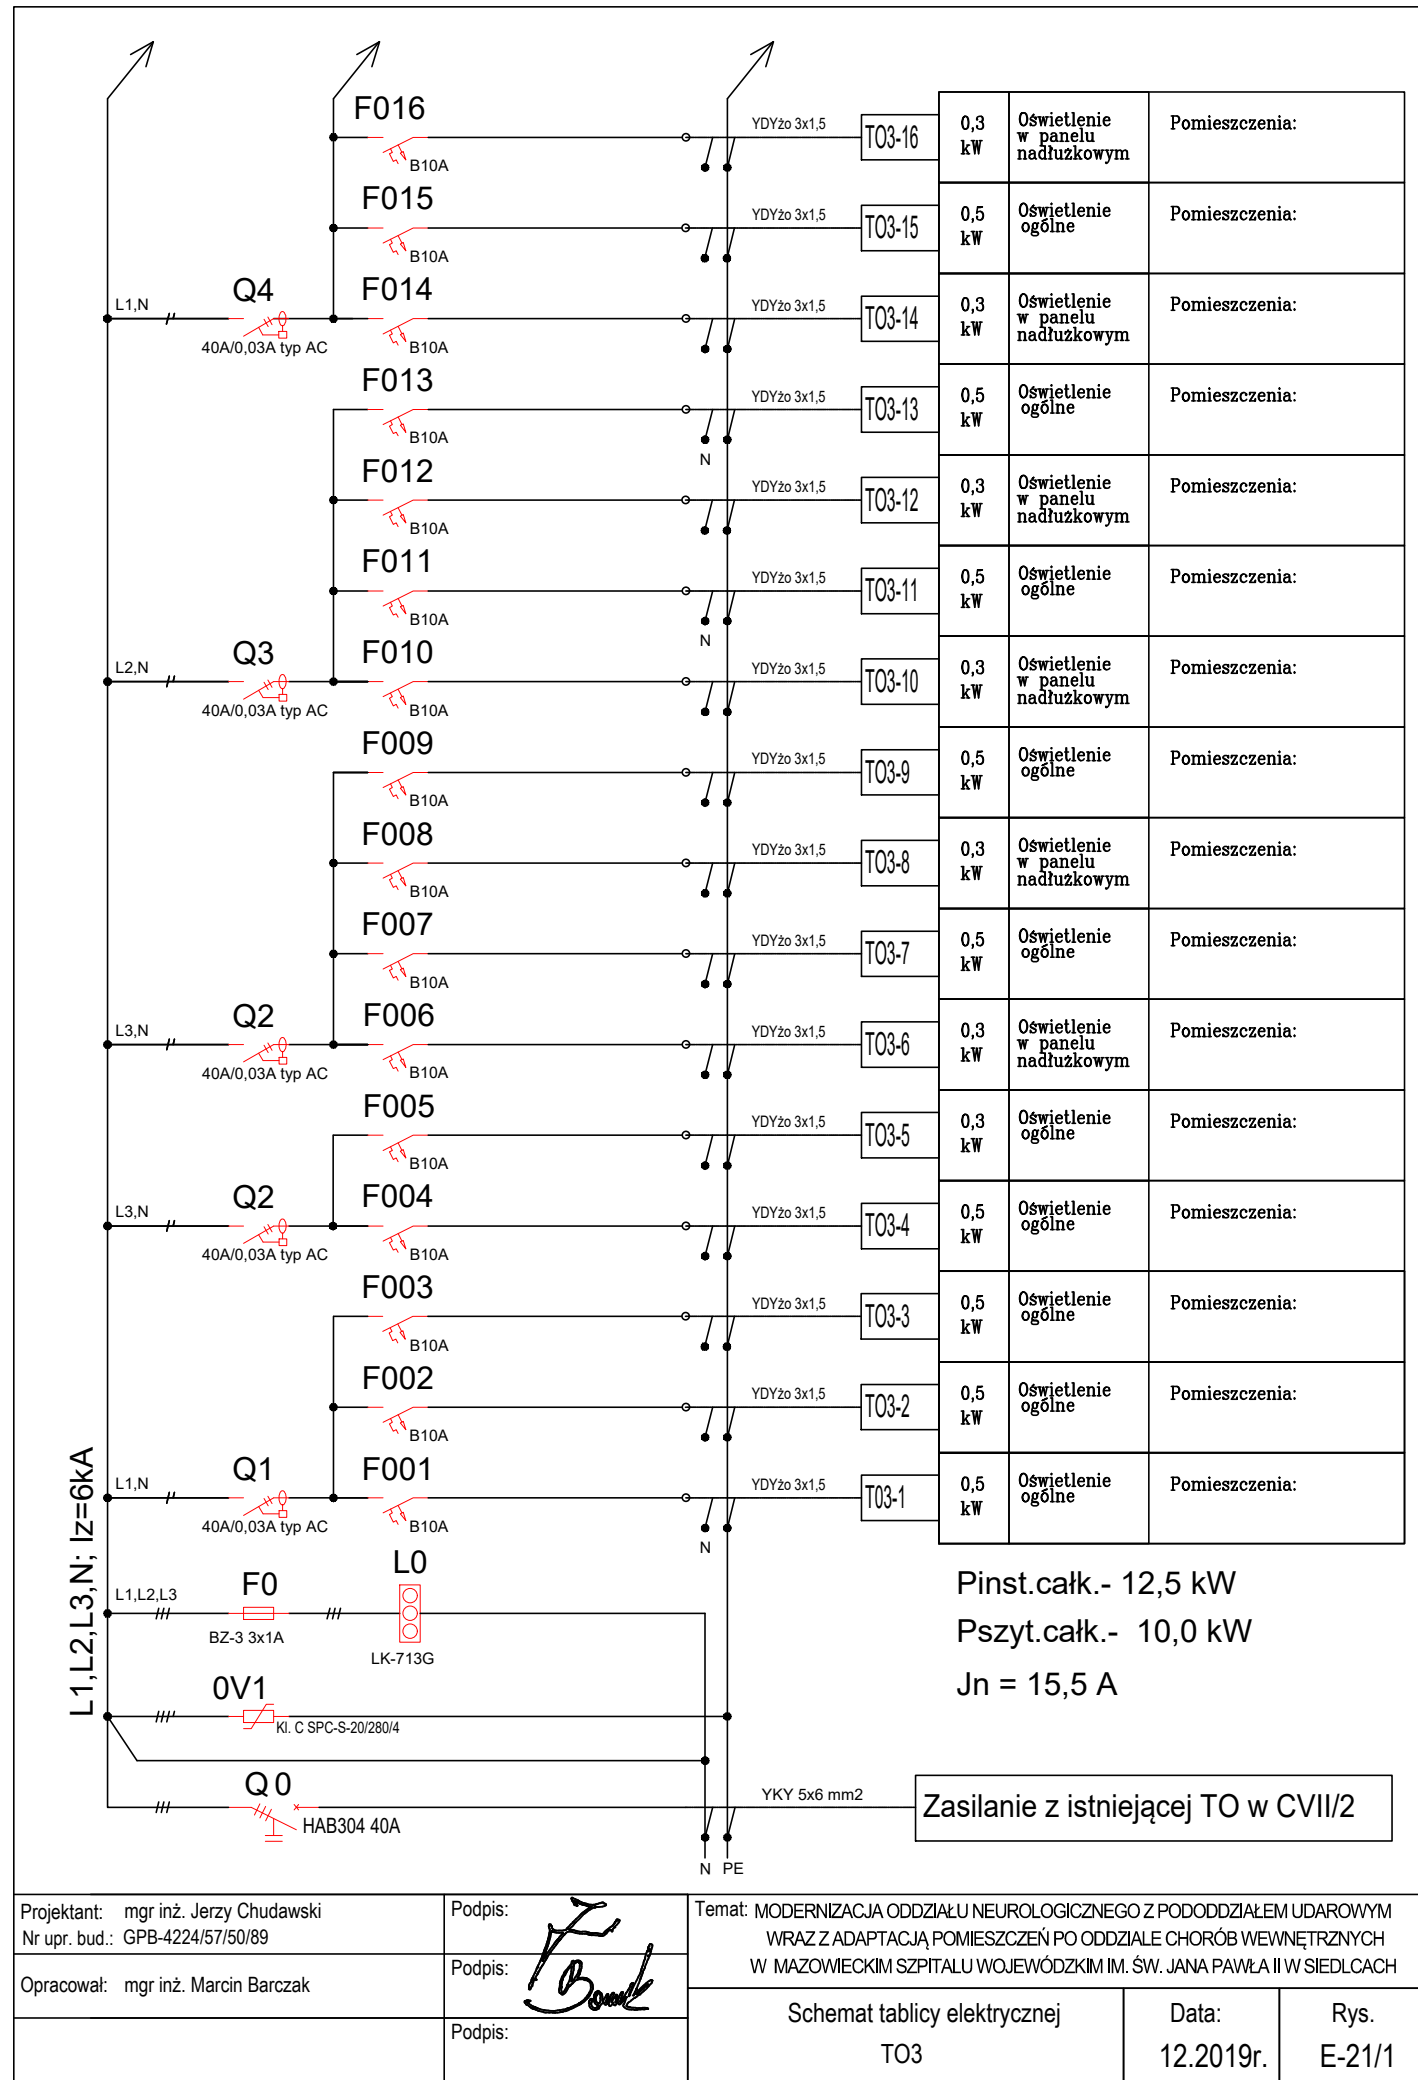 F016
B10A
YDYżo 3x1,5
TO3-16
0,3
kW
Oświetlenie
w panelu
nadłużkowym
Pomieszczenia:
F015
B10A
YDYżo 3x1,5
TO3-15
0,5
kW
Oświetlenie
ogólne
Pomieszczenia:
L1,N
Q4
40A/0,03A typ AC
F014
B10A
YDYżo 3x1,5
TO3-14
0,3
kW
Oświetlenie
w panelu
nadłużkowym
Pomieszczenia:
F013
B10A
N
YDYżo 3x1,5
TO3-13
0,5
kW
Oświetlenie
ogólne
Pomieszczenia:
F012
B10A
YDYżo 3x1,5
TO3-12
0,3
kW
Oświetlenie
w panelu
nadłużkowym
Pomieszczenia:
F011
B10A
N
YDYżo 3x1,5
TO3-11
0,5
kW
Oświetlenie
ogólne
Pomieszczenia:
L2,N
Q3
40A/0,03A typ AC
F010
B10A
YDYżo 3x1,5
TO3-10
0,3
kW
Oświetlenie
w panelu
nadłużkowym
Pomieszczenia:
F009
B10A
YDYżo 3x1,5
TO3-9
0,5
kW
Oświetlenie
ogólne
Pomieszczenia:
F008
B10A
YDYżo 3x1,5
TO3-8
0,3
kW
Oświetlenie
w panelu
nadłużkowym
Pomieszczenia:
F007
B10A
YDYżo 3x1,5
TO3-7
0,5
kW
Oświetlenie
ogólne
Pomieszczenia:
L3,N
Q2
40A/0,03A typ AC
F006
B10A
YDYżo 3x1,5
TO3-6
0,3
kW
Oświetlenie
w panelu
nadłużkowym
Pomieszczenia:
F005
B10A
YDYżo 3x1,5
TO3-5
0,3
kW
Oświetlenie
ogólne
Pomieszczenia:
L3,N
Q2
40A/0,03A typ AC
F004
B10A
YDYżo 3x1,5
TO3-4
0,5
kW
Oświetlenie
ogólne
Pomieszczenia:
F003
B10A
YDYżo 3x1,5
TO3-3
0,5
kW
Oświetlenie
ogólne
Pomieszczenia:
F002
B10A
YDYżo 3x1,5
TO3-2
0,5
kW
Oświetlenie
ogólne
Pomieszczenia:
L1,N
Q1
40A/0,03A typ AC
F001
B10A
N
YDYżo 3x1,5
T03-1
0,5
kW
Oświetlenie
ogólne
Pomieszczenia:
L1,L2,L3,N; Iz=6kA
L1,L2,L3
F0
BZ-3 3x1A
L0
LK-713G
Pinst.całk.- 12,5 kW
Pszyt.całk.- 10,0 kW
Jn = 15,5 A
0V1
Kl. C SPC-S-20/280/4
Q 0
HAB304 40A
YKY 5x6 mm2
Zasilanie z istniejącej TO w CVII/2
N PE
Projektant: mgr inż. Jerzy Chudawski
Nr upr. bud.: GPB-4224/57/50/89
Podpis:
Opracował: mgr inż. Marcin Barczak
Podpis:
Podpis:
Temat: MODERNIZACJA ODDZIAŁU NEUROLOGICZNEGO Z PODODDZIAŁEM UDAROWYM
WRAZ Z ADAPTACJĄ POMIESZCZEŃ PO ODDZIALE CHORÓB WEWNĘTRZNYCH
W MAZOWIECKIM SZPITALU WOJEWÓDZKIM IM. ŚW. JANA PAWŁA II W SIEDLCACH
Schemat tablicy elektrycznej
TO3
Data:
12.2019r.
Rys.
E-21/1